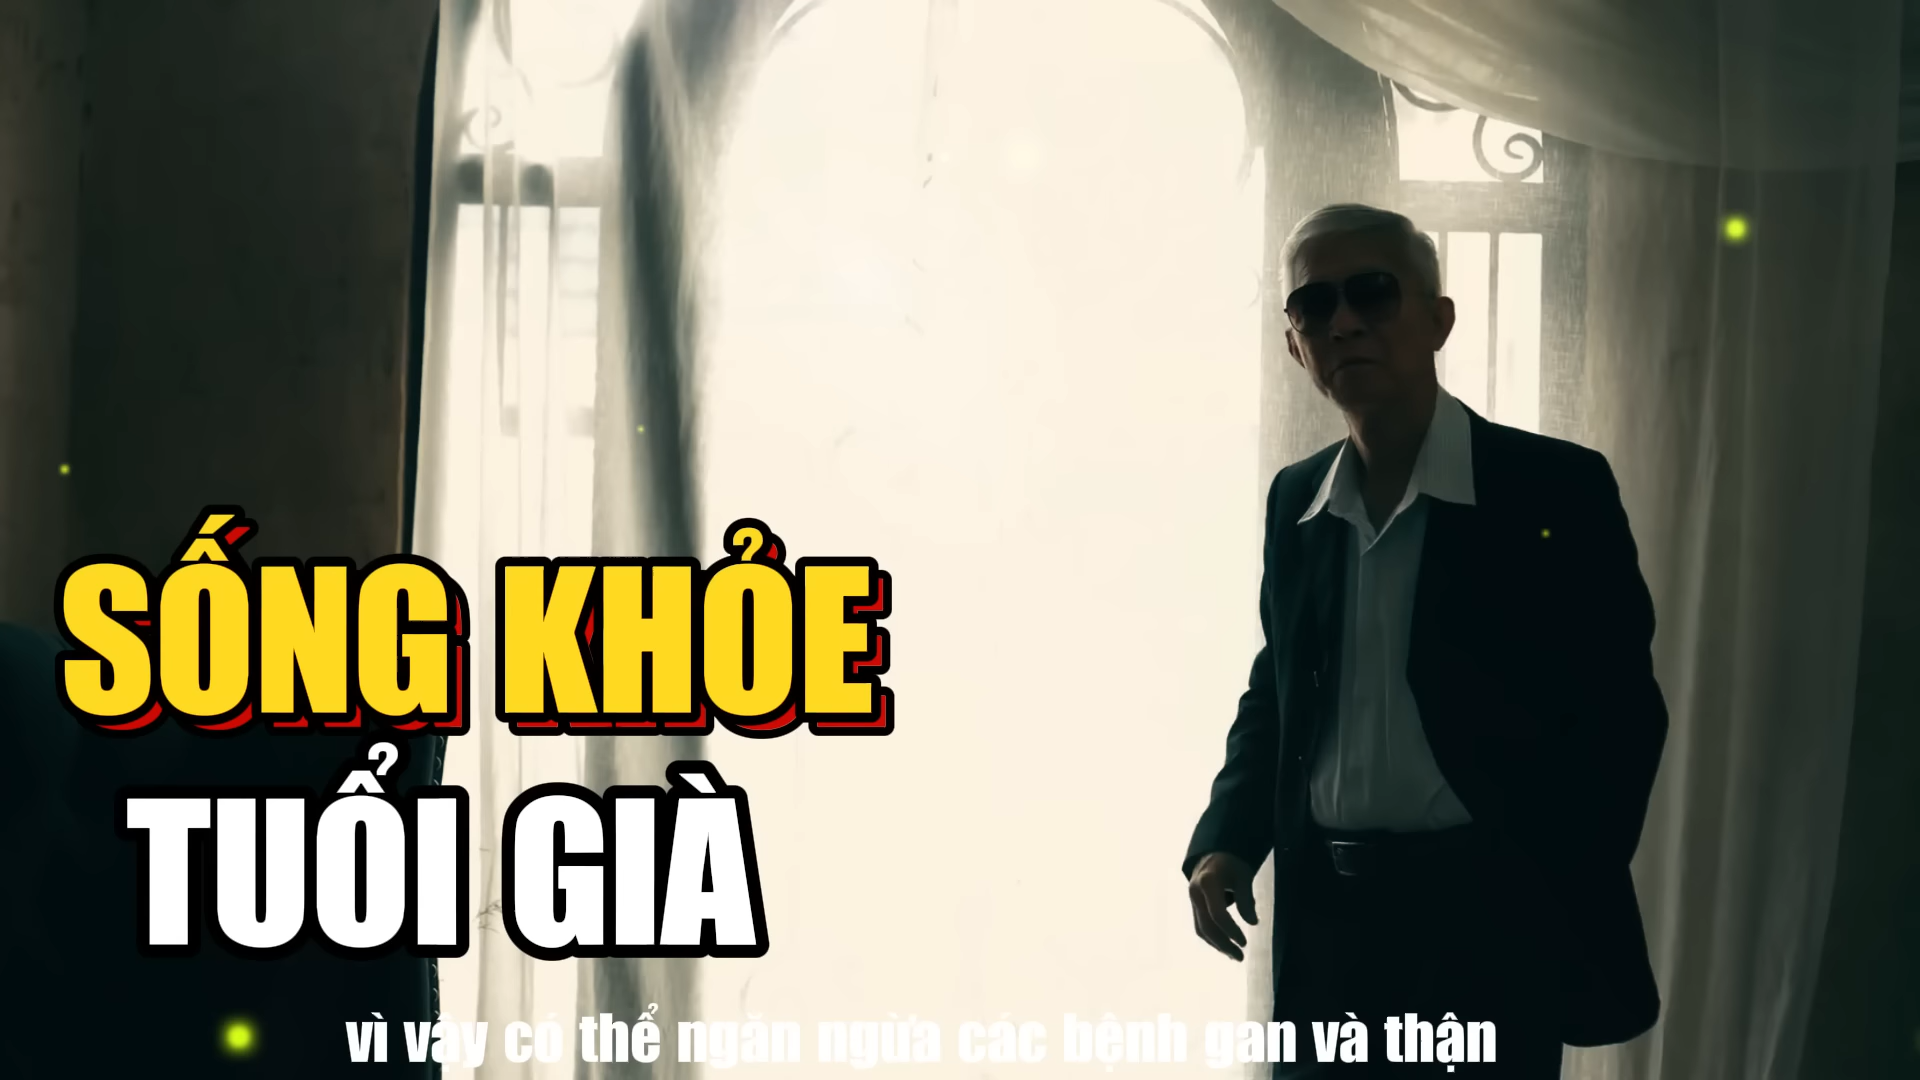 SỐNG KHỎE
TUỔI GIÀ
vì vậy có thể ngăn ngừa các bệnh gan và thận